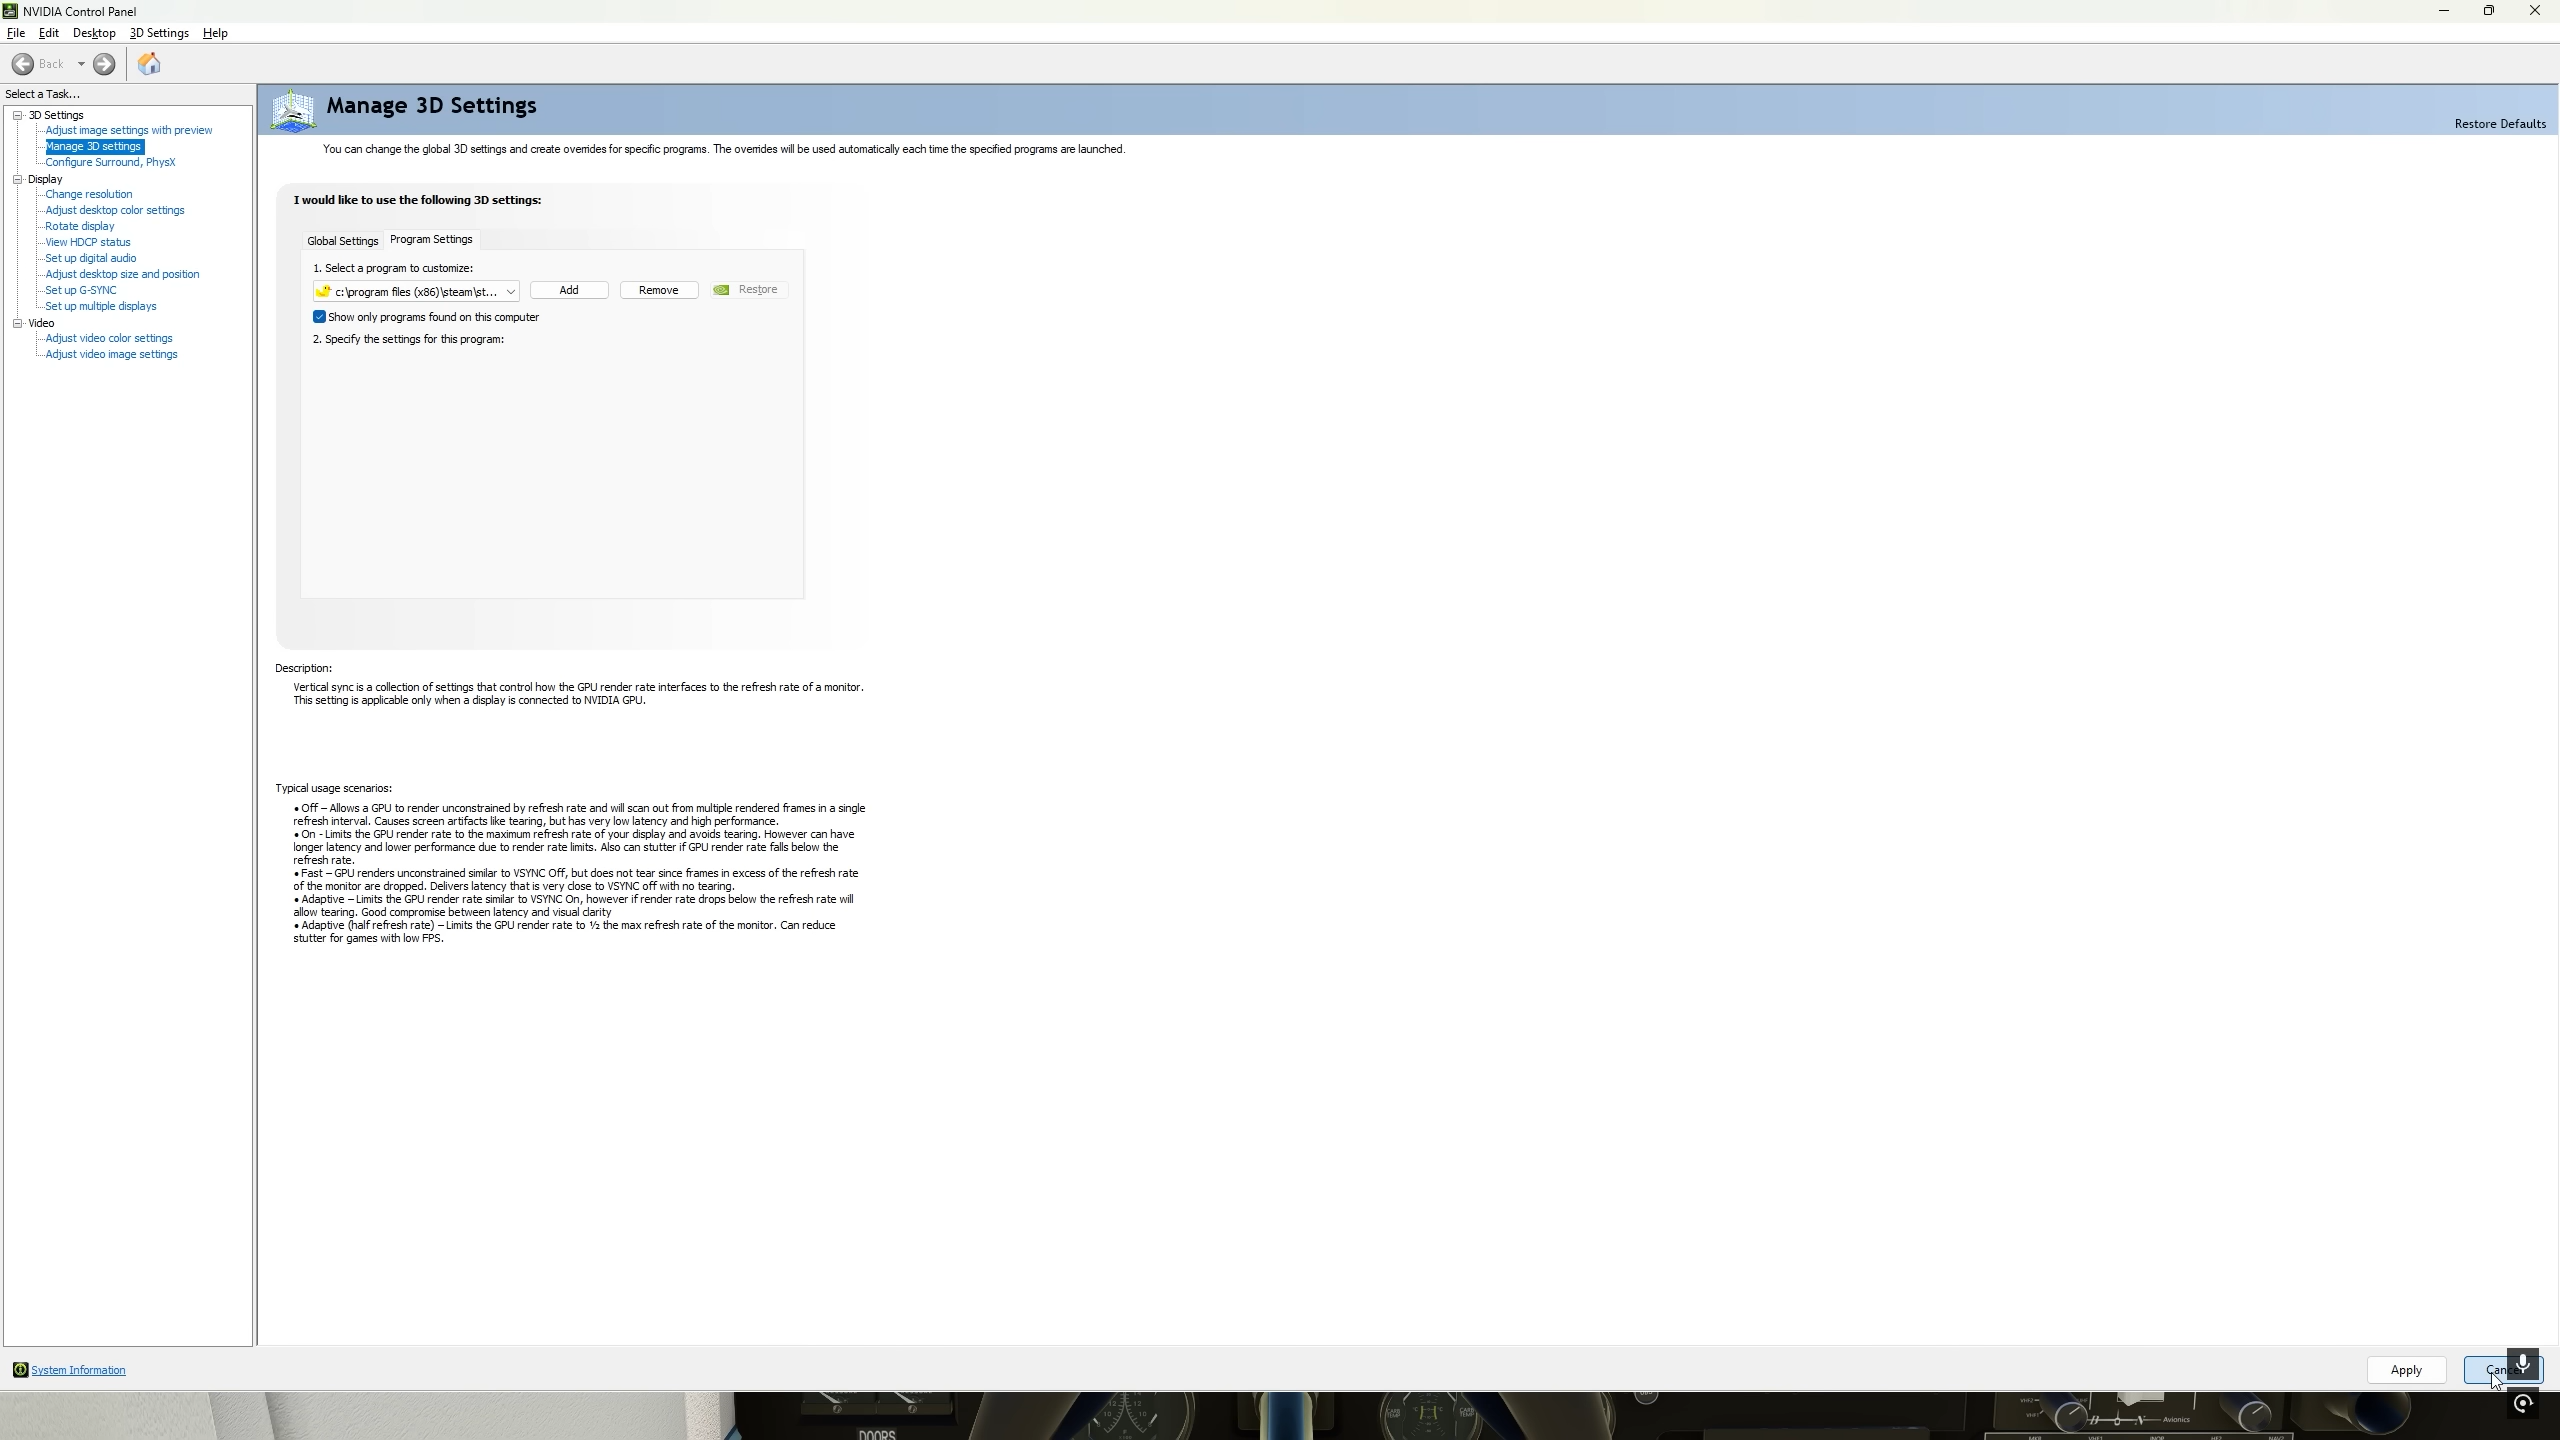 NVIDIA Control Panel
File Edit Desktop 3D Settings Help
Back
Select a Task...
3D Settings
Adjust image settings with preview
Manage 3D settings
Configure Surround, PhysX
Display
Change resolution
Adjust desktop color settings
Rotate display
View HDCP status
Set up digital audio
Adjust desktop size and position
Set up G-SYNC
Set up multiple displays
Video
Adjust video color settings
Adjust video image settings
Manage 3D Settings
Restore Defaults
You can change the global 3D settings and create overrides for specific programs. The overrides will be used automatically each time the specified programs are launched.
I would like to use the following 3D settings:
Global Settings Program Settings
1. Select a program to customize:
c:\program files (x86)\steam\st... Add Remove Restore
Show only programs found on this computer
2. Specify the settings for this program:
Description:
Vertical sync is a collection of settings that control how the GPU render rate interfaces to the refresh rate of a monitor.
This setting is applicable only when a display is connected to NVIDIA GPU.
Typical usage scenarios:
• Off – Allows a GPU to render unconstrained by refresh rate and will scan out from multiple rendered frames in a single
refresh interval. Causes screen artifacts like tearing, but has very low latency and high performance.
• On - Limits the GPU render rate to the maximum refresh rate of your display and avoids tearing. However can have
longer latency and lower performance due to render rate limits. Also can stutter if GPU render rate falls below the
refresh rate.
• Fast – GPU renders unconstrained similar to VSYNC Off, but does not tear since frames in excess of the refresh rate
of the monitor are dropped. Delivers latency that is very close to VSYNC off with no tearing.
• Adaptive – Limits the GPU render rate similar to VSYNC On, however if render rate drops below the refresh rate will
allow tearing. Good compromise between latency and visual clarity
• Adaptive (half refresh rate) – Limits the GPU render rate to ½ the max refresh rate of the monitor. Can reduce
stutter for games with low FPS.
System Information
Apply
DOORS
CARB TEMP
CARB TEMP
Avionics